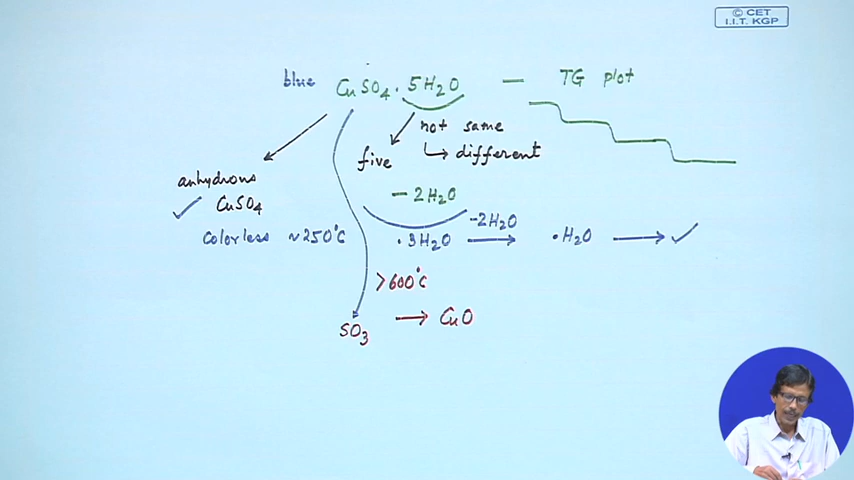 © CET
I.I.T. KGP
blue CuSO4 . 5H2O — TG plot
not same
five ↳ different
anhydrous
✓ CuSO4
− 2H2O
colorless ~250°C
. 3H2O −2H2O → . H2O → ✓
>600°C
SO3 → CuO